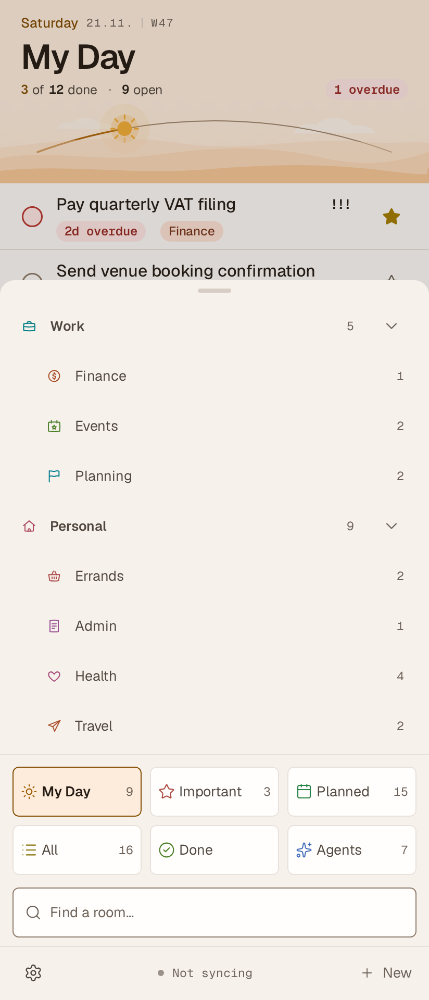 Saturday 21.11. | W47
My Day
3 of 12 done · 9 open
1 overdue
Pay quarterly VAT filing !!!
2d overdue Finance
Send venue booking confirmation
Work 5
Finance 1
Events 2
Planning 2
Personal 9
Errands 2
Admin 1
Health 4
Travel 2
My Day 9 Important 3 Planned 15
All 16 Done Agents 7
Find a room…
Not syncing + New